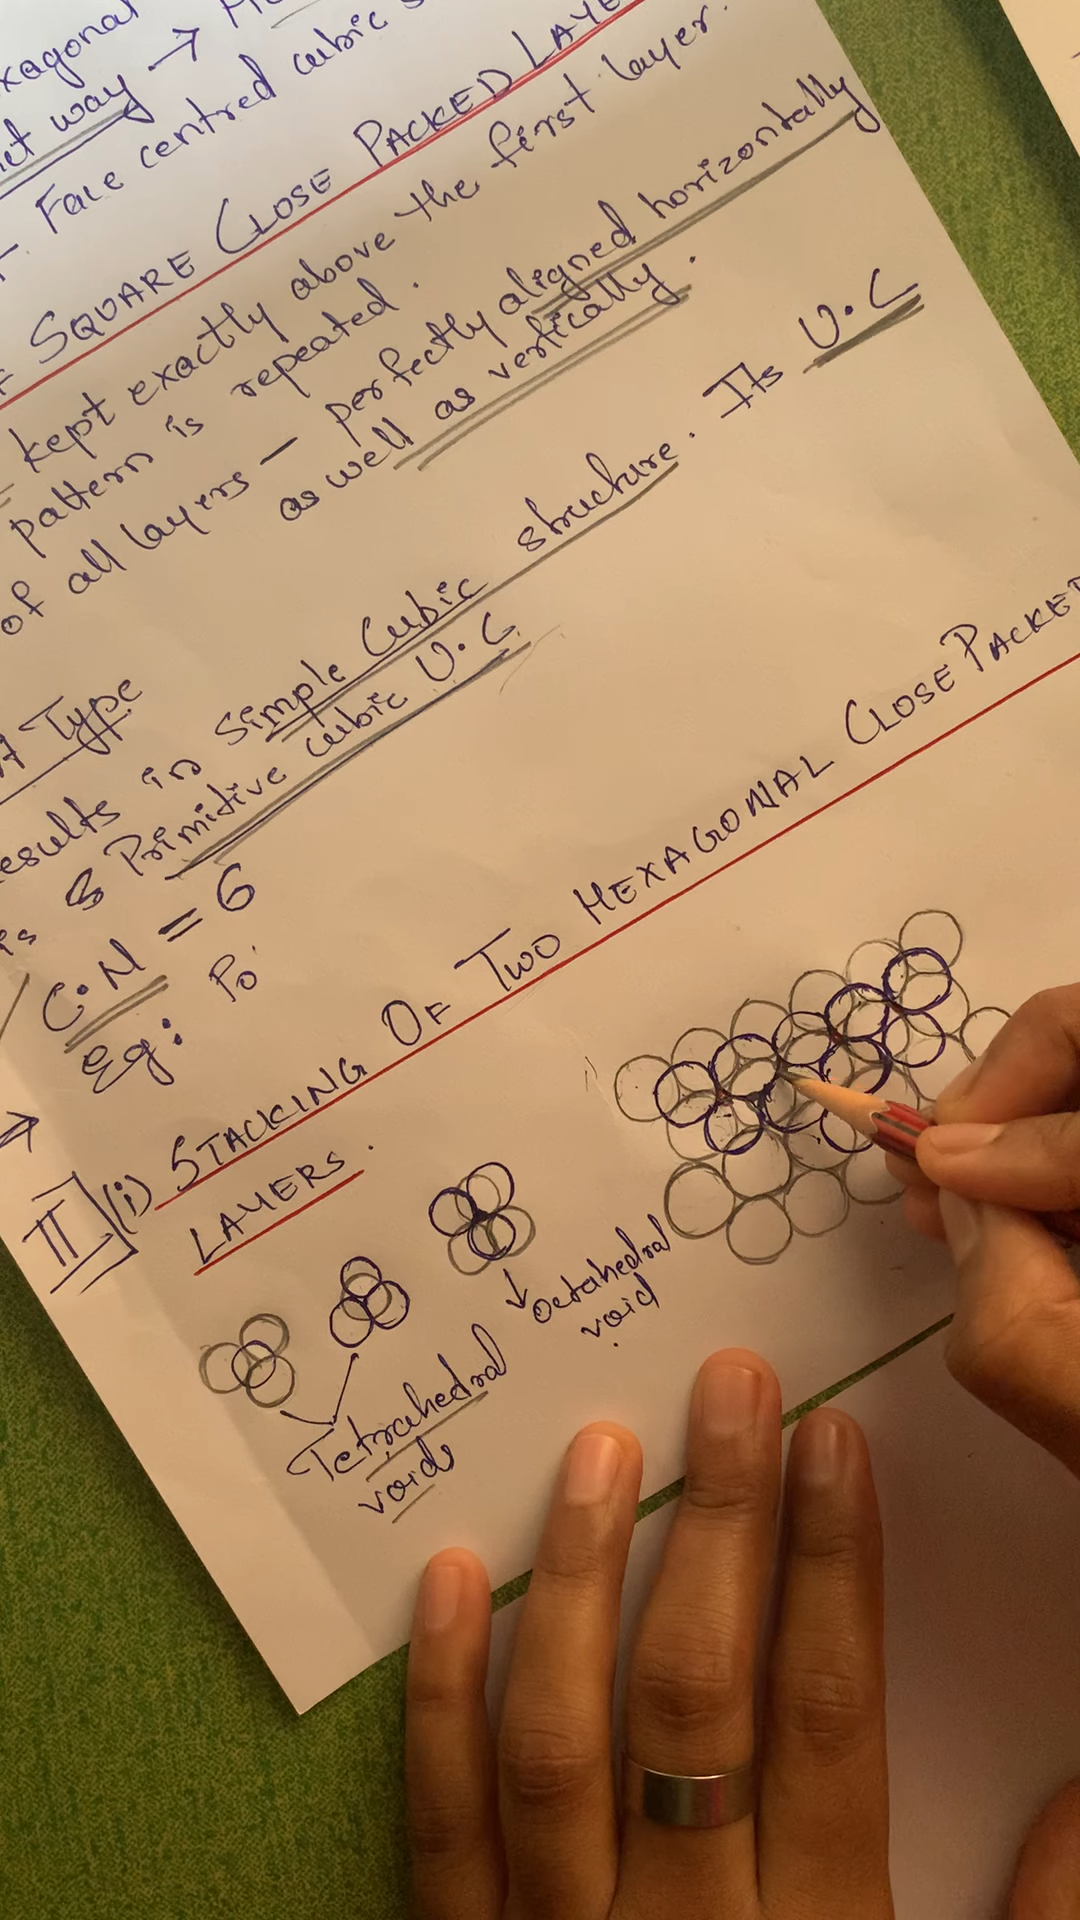 xagonal
way →
Face centred cubic
SQUARE CLOSE PACKED LAYE
kept exactly above the first layer.
pattern is repeated.
of all layers – perfectly aligned horizontally
as well as vertically.
Type
esults in Simple Cubic structure. Its U.C
is Primitive cubic U.C.
C.N = 6
Eg: Po
→
II (i) STACKING OF TWO HEXAGONAL CLOSE PACKED
LAYERS.
↓
Octahedral
void
Tetrahedral
void